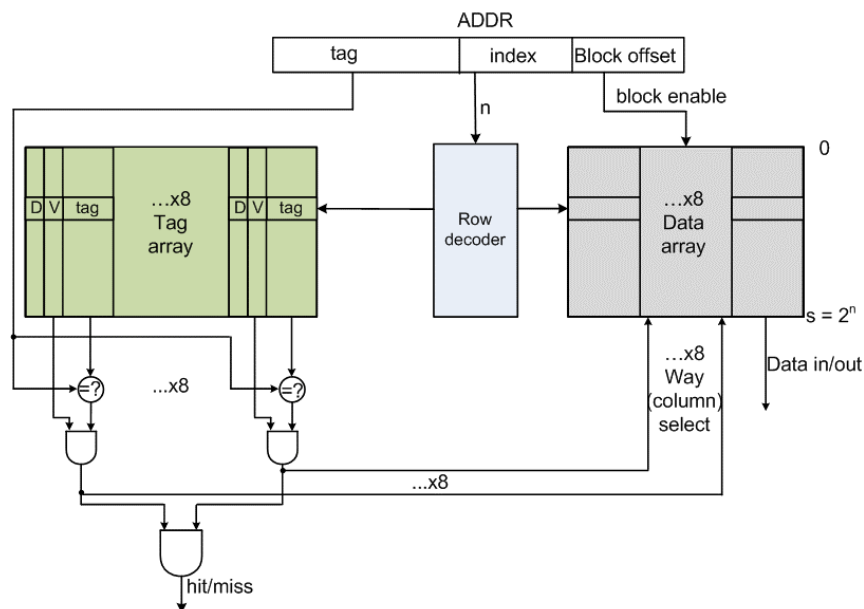 ADDR
tag
index
Block offset
n
block enable
0
...x8
Tag
array
D
V
tag
D
V
tag
Row
decoder
...x8
Data
array
s = 2ⁿ
=?
...x8
=?
...x8
Way
(column)
select
Data in/out
...x8
hit/miss